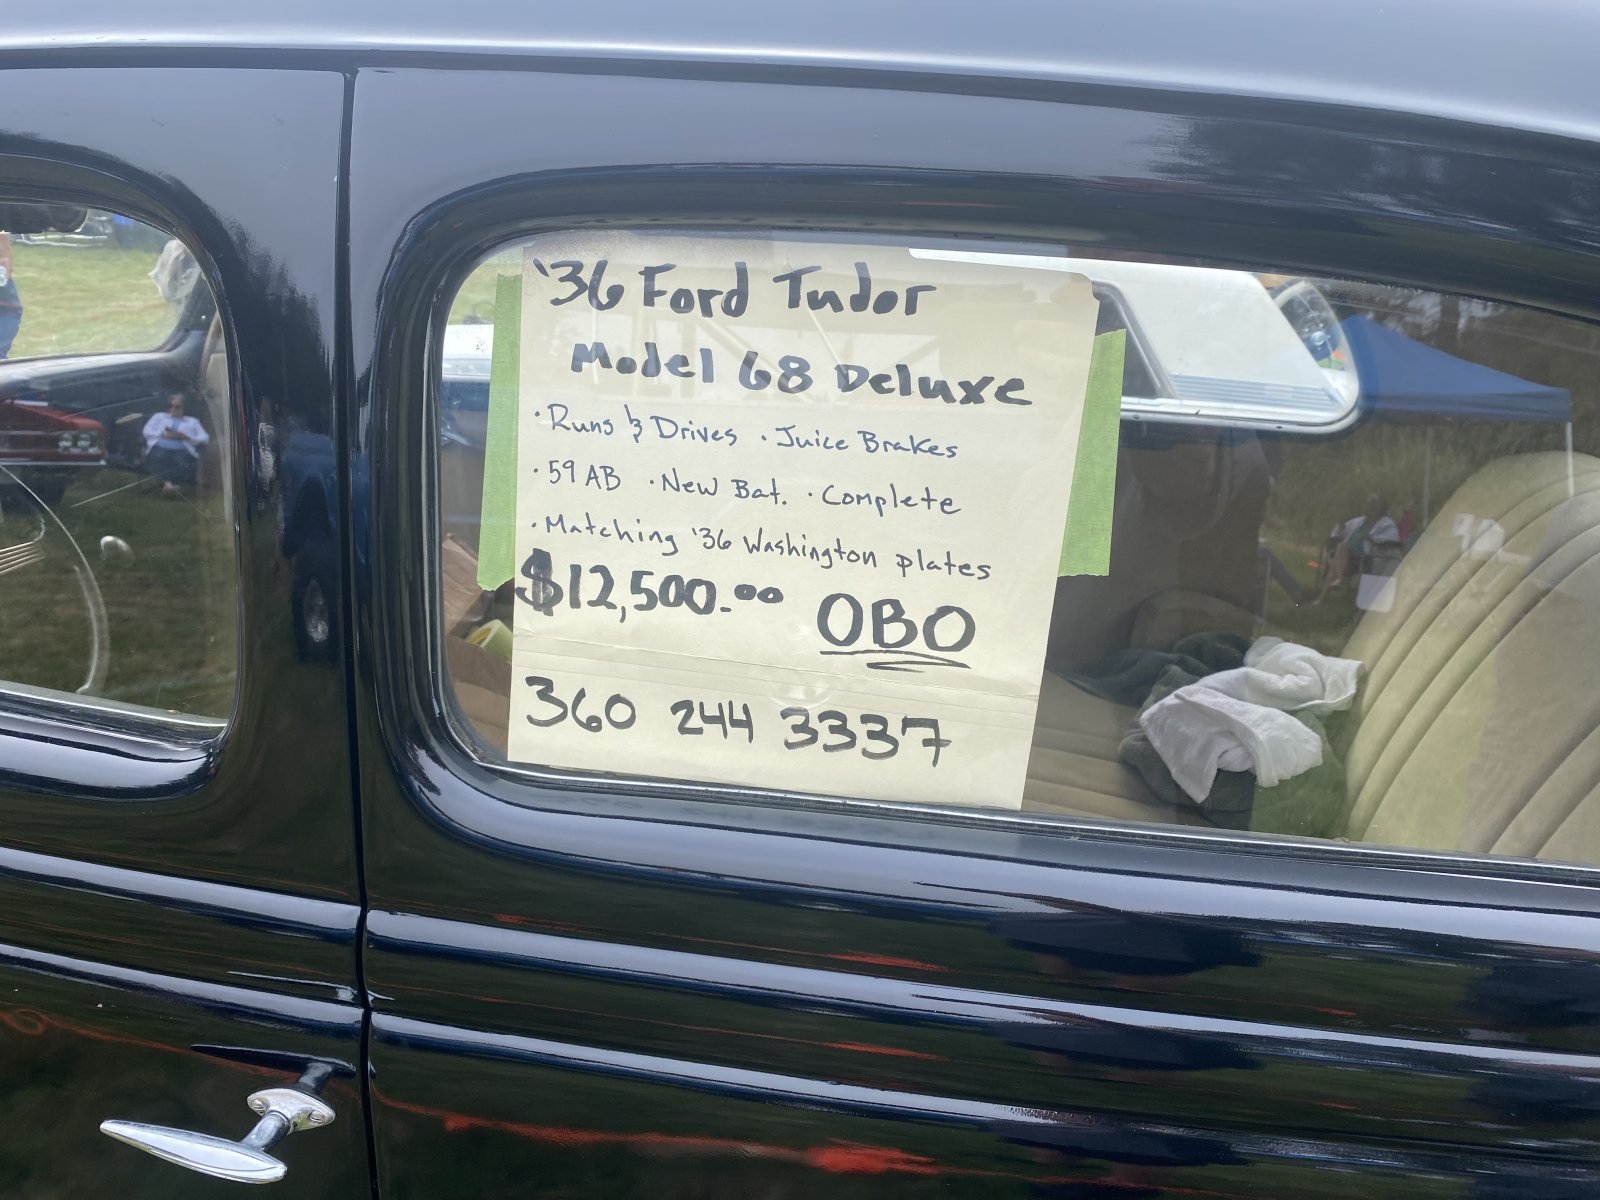 '36 Ford Tudor
Model 68 Deluxe
· Runs & Drives · Juice Brakes
· 59 AB · New Bat. · Complete
· Matching '36 Washington plates
$12,500.00 OBO
360 244 3337